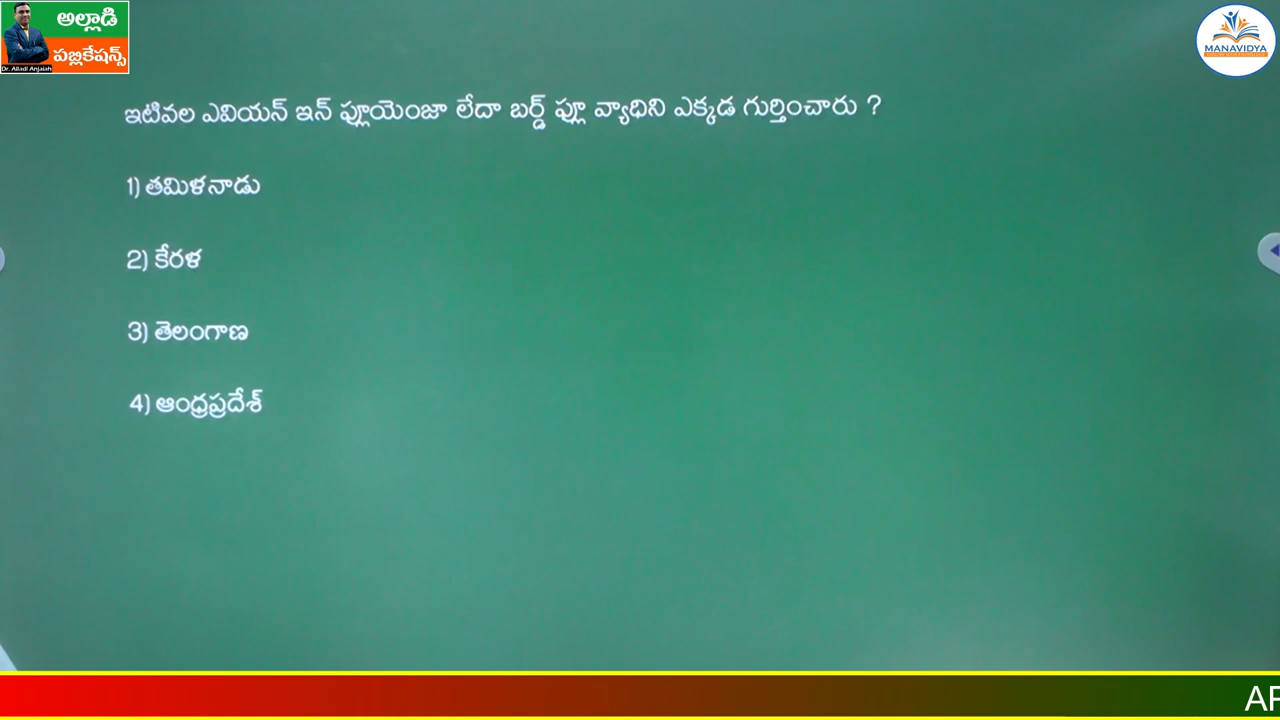 అల్లాడి
పబ్లికేషన్స్
Dr. Alladi Anjaiah
MANAVIDYA
ఇటివల ఎవియన్ ఇన్ ఫ్లూయెంజా లేదా బర్డ్ ఫ్లూ వ్యాధిని ఎక్కడ గుర్తించారు ?
1) తమిళనాడు
2) కేరళ
3) తెలంగాణ
4) ఆంధ్రప్రదేశ్